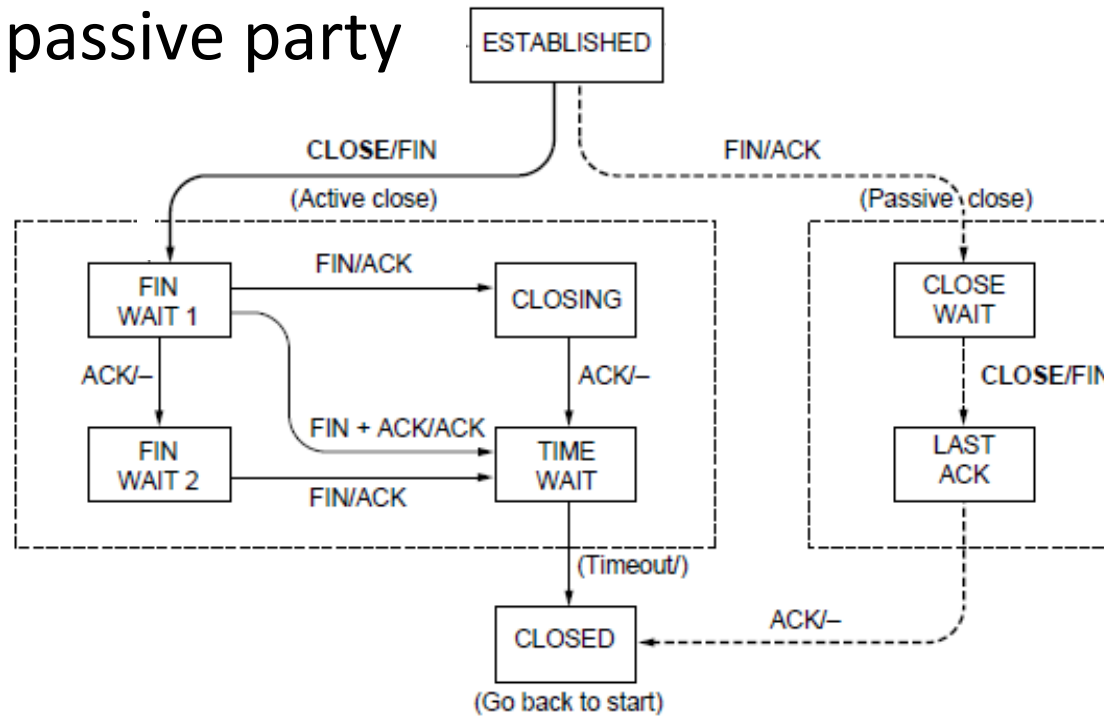 passive party
ESTABLISHED
CLOSE/FIN
FIN/ACK
(Active close)
(Passive close)
FIN
WAIT 1
FIN/ACK
CLOSING
CLOSE
WAIT
ACK/–
ACK/–
CLOSE/FIN
FIN + ACK/ACK
FIN
WAIT 2
FIN/ACK
TIME
WAIT
LAST
ACK
(Timeout/)
CLOSED
ACK/–
(Go back to start)